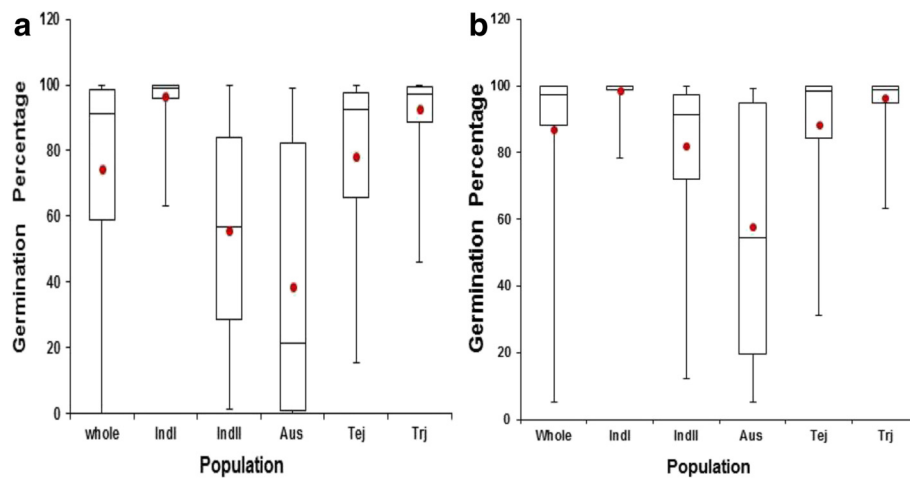 a
120
100
80
60
40
20
0
Germination Percentage
whole IndI IndII Aus Tej Trj
Population
b
120
100
80
60
40
20
0
Germination Percentage
Whole IndI IndII Aus Tej Trj
Population